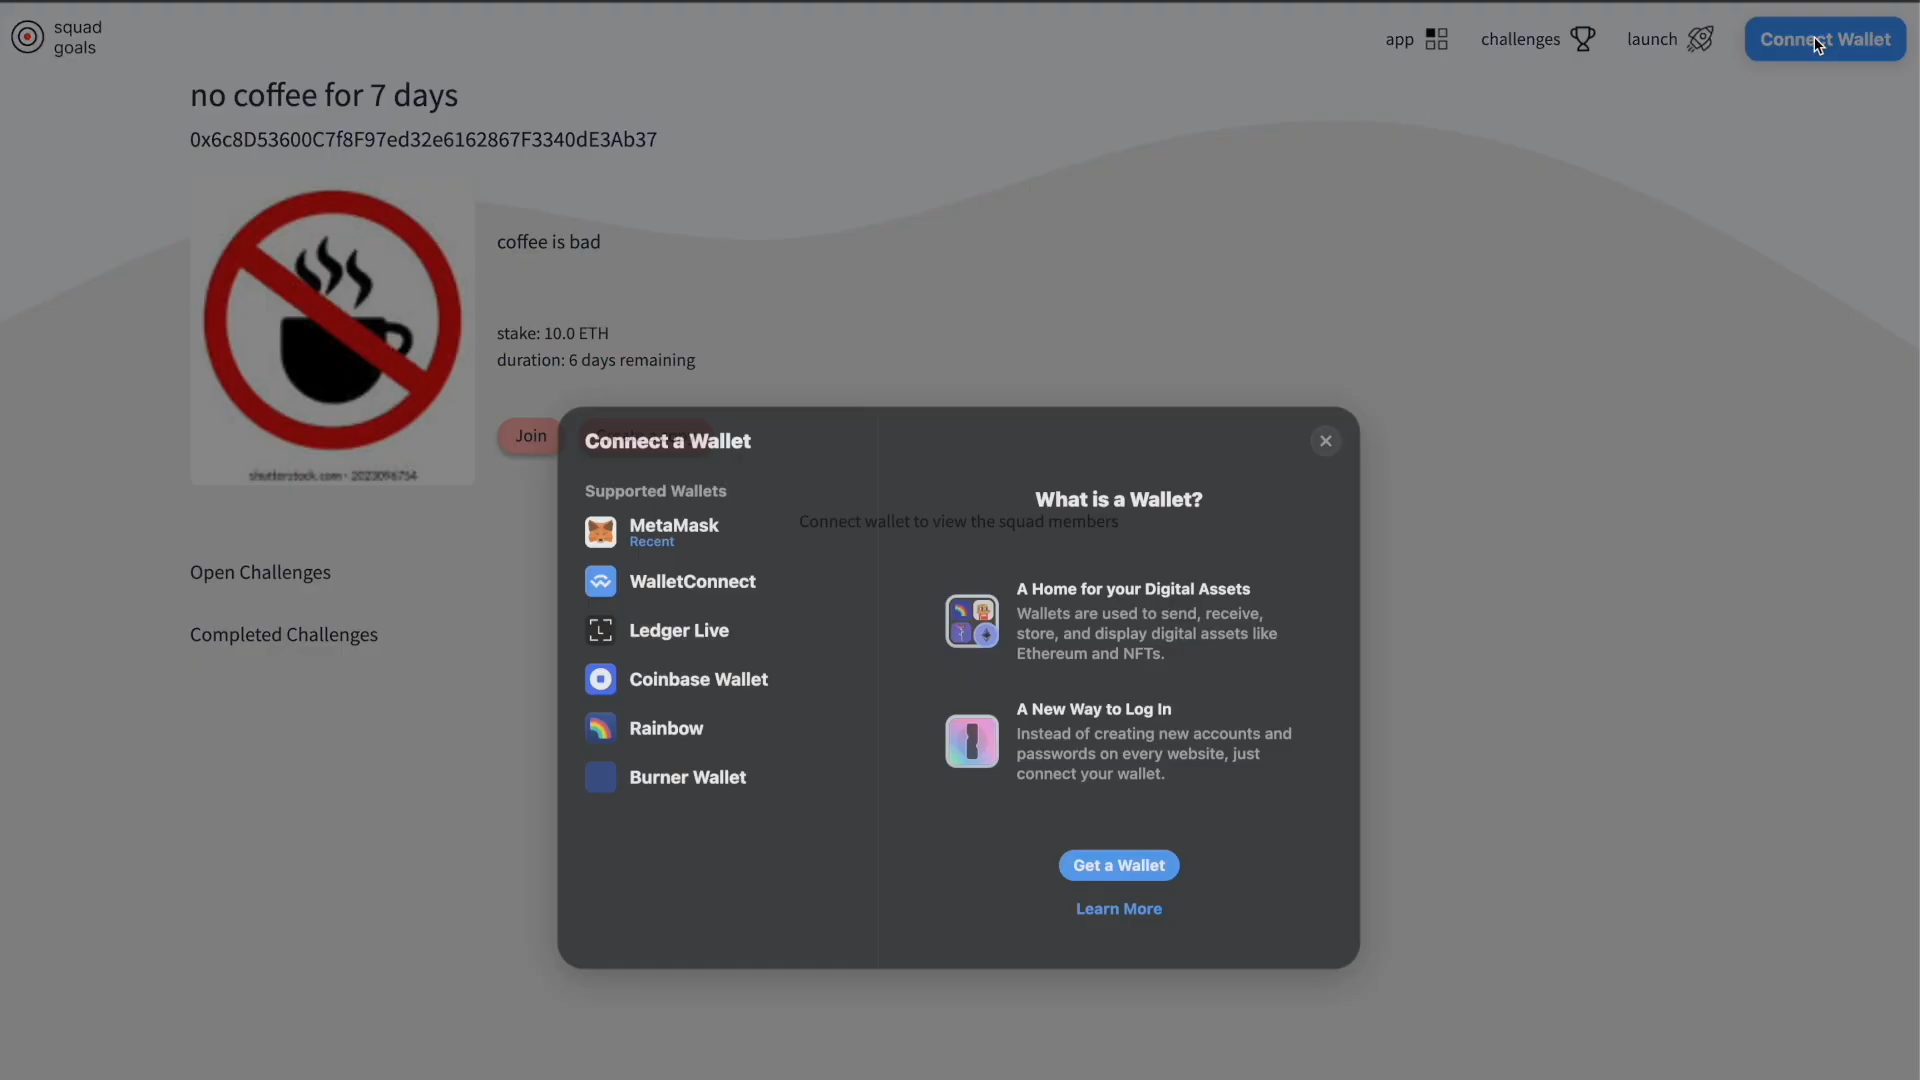 squad
goals
app
challenges
launch
Connect Wallet
no coffee for 7 days
0x6c8D53600C7f8F97ed32e6162867F3340dE3Ab37
coffee is bad
stake: 10.0 ETH
duration: 6 days remaining
Join
shutterstock.com · 2023096754
Open Challenges
Completed Challenges
Connect a Wallet
Supported Wallets
MetaMask
Recent
WalletConnect
Ledger Live
Coinbase Wallet
Rainbow
Burner Wallet
What is a Wallet?
Connect wallet to view the squad members
A Home for your Digital Assets
Wallets are used to send, receive,
store, and display digital assets like
Ethereum and NFTs.
A New Way to Log In
Instead of creating new accounts and
passwords on every website, just
connect your wallet.
Get a Wallet
Learn More